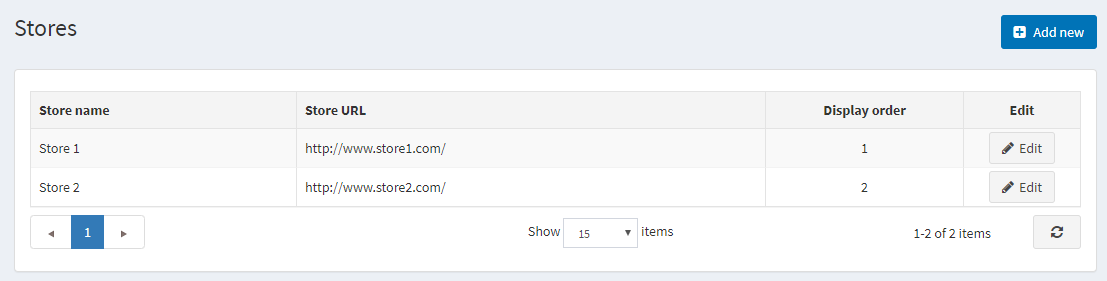 Stores
Add new
Store name Store URL Display order Edit
Store 1 http://www.store1.com/ 1 Edit
Store 2 http://www.store2.com/ 2 Edit
1 Show 15 items 1-2 of 2 items